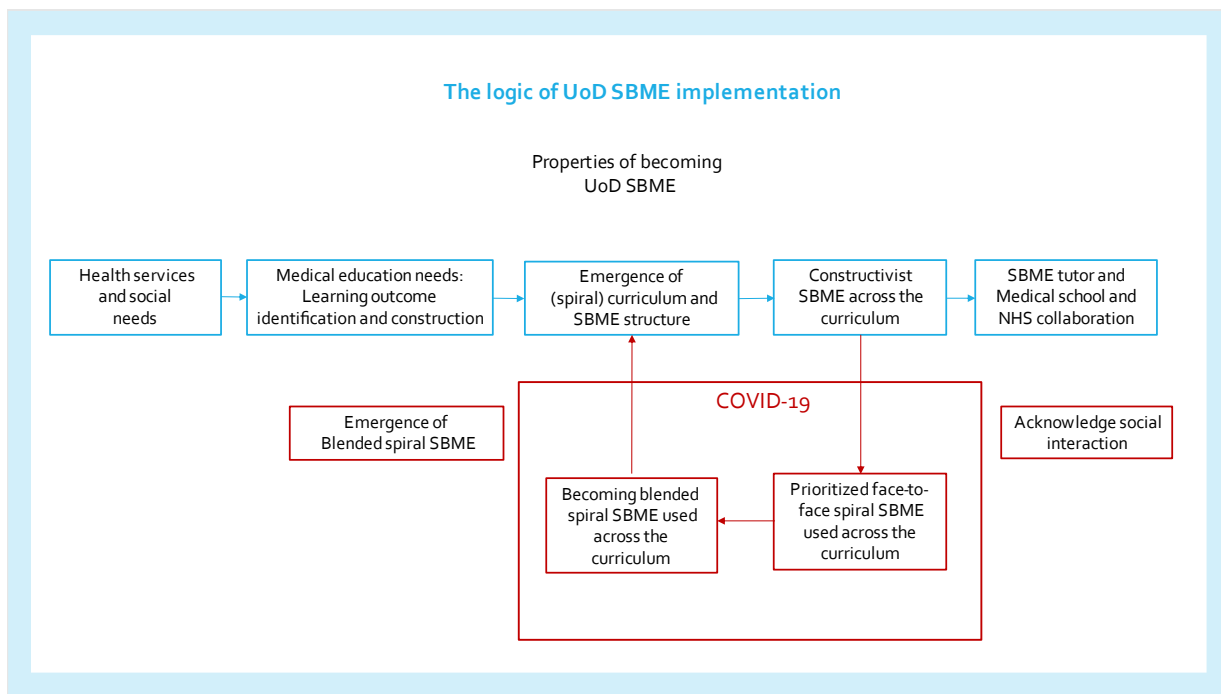 The logic of UoD SBME implementation
Properties of becoming
UoD SBME
Health services
and social
needs
Medical education needs:
Learning outcome
identification and construction
Emergence of
(spiral) curriculum and
SBME structure
Constructivist
SBME across the
curriculum
SBME tutor and
Medical school and
NHS collaboration
COVID-19
Emergence of
Blended spiral SBME
Acknowledge social
interaction
Becoming blended
spiral SBME used
across the
curriculum
Prioritized face-to-
face spiral SBME
used across the
curriculum